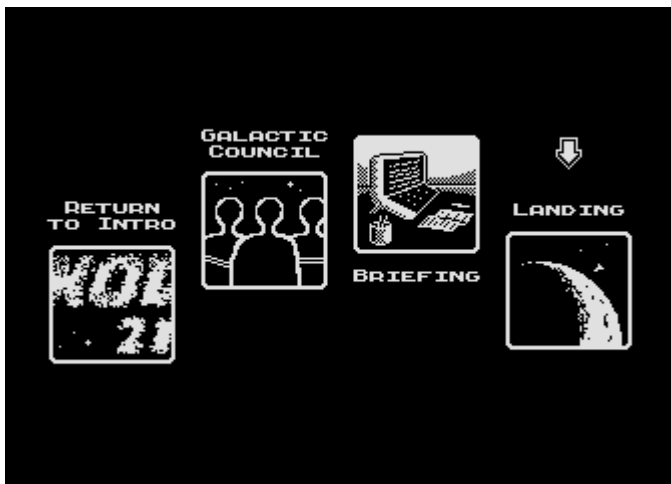 RETURN
TO INTRO
GALACTIC
COUNCIL
BRIEFING
LANDING